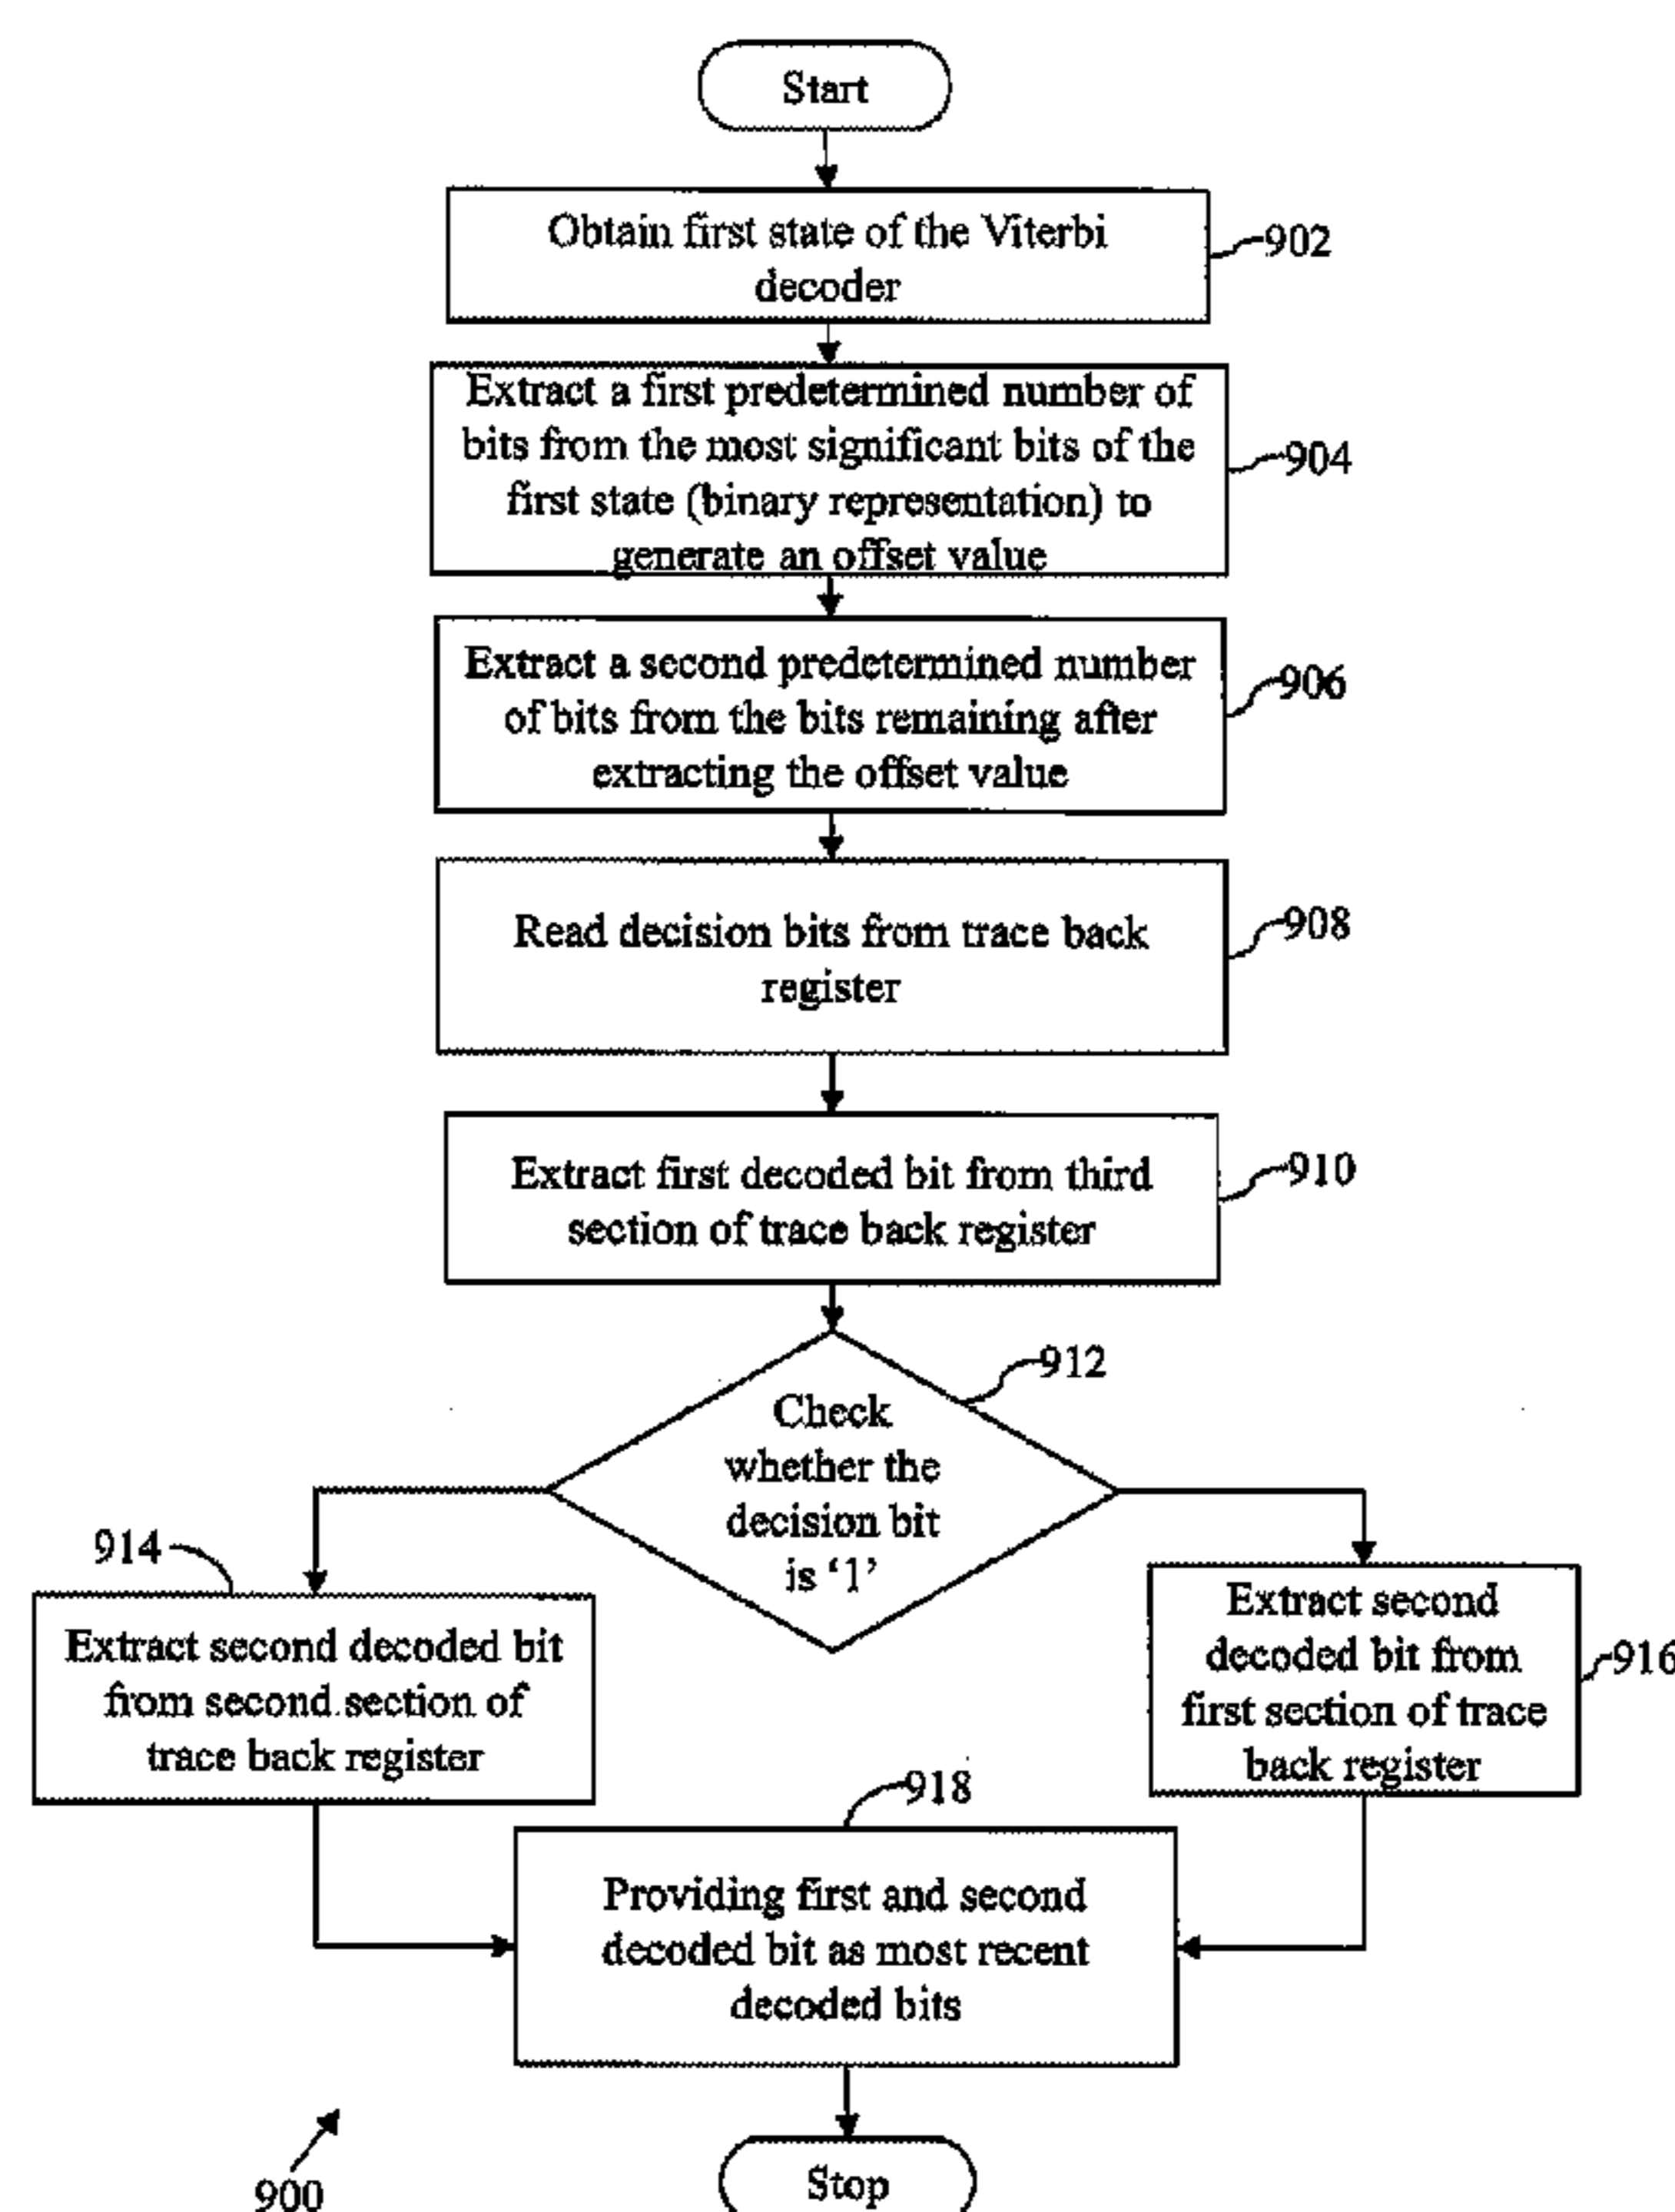 Start
Obtain first state of the Viterbi
decoder
902
Extract a first predetermined number of
bits from the most significant bits of the
first state (binary representation) to
generate an offset value
904
Extract a second predetermined number
of bits from the bits remaining after
extracting the offset value
906
Read decision bits from trace back
register
908
Extract first decoded bit from third
section of trace back register
910
Check
whether the
decision bit
is ‘1’
912
914
Extract second decoded bit
from second section of
trace back register
Extract second
decoded bit from
first section of trace
back register
916
918
Providing first and second
decoded bit as most recent
decoded bits
Stop
900